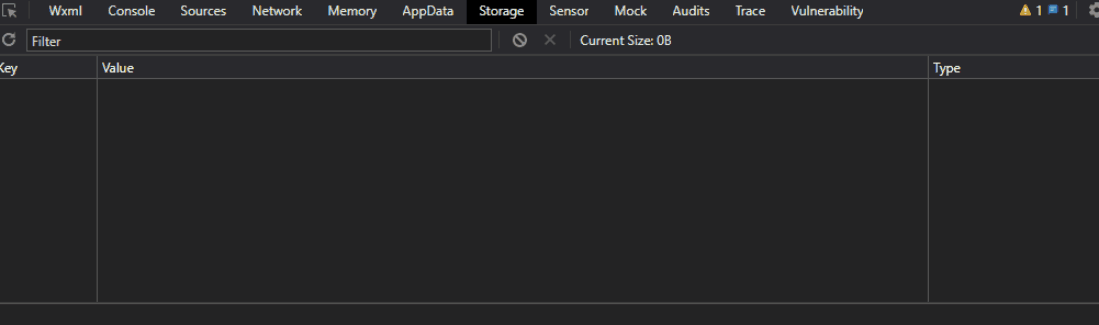 Wxml Console Sources Network Memory AppData Storage Sensor Mock Audits Trace Vulnerability 1 1
Filter Current Size: 0B
Key Value Type